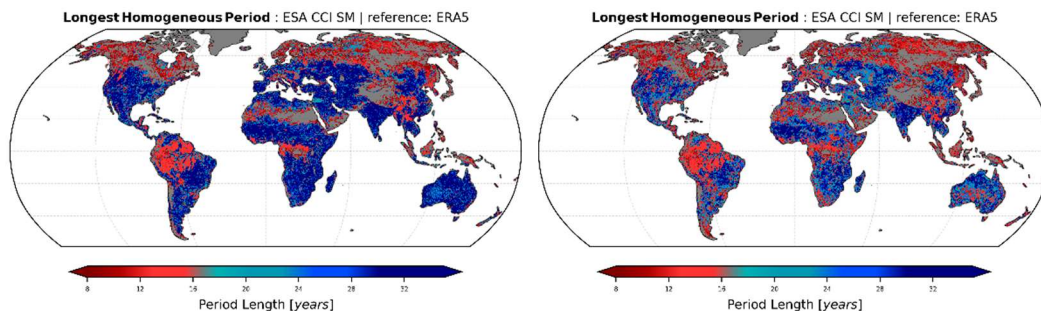 Longest Homogeneous Period : ESA CCI SM | reference: ERA5
8 12 16 20 24 28 32
Period Length [years]
Longest Homogeneous Period : ESA CCI SM | reference: ERA5
8 12 16 20 24 28 32
Period Length [years]